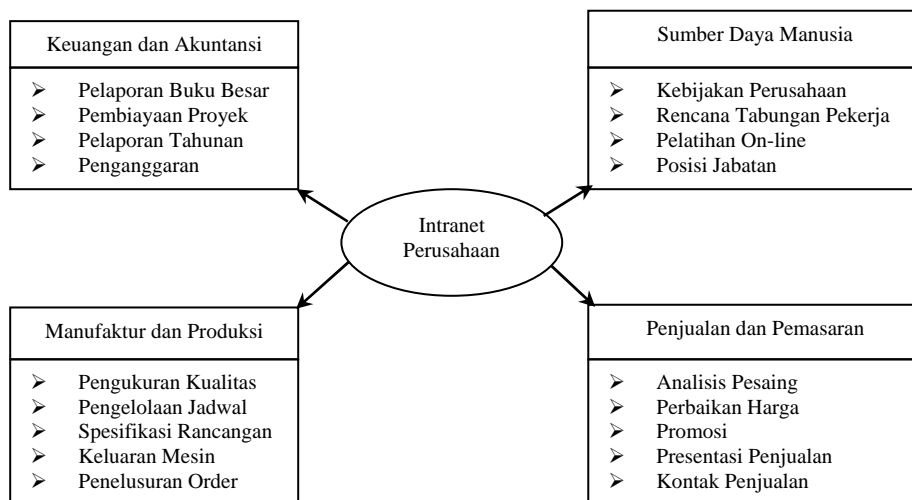 Keuangan dan Akuntansi
Pelaporan Buku Besar
Pembiayaan Proyek
Pelaporan Tahunan
Penganggaran
Sumber Daya Manusia
Kebijakan Perusahaan
Rencana Tabungan Pekerja
Pelatihan On-line
Posisi Jabatan
Intranet
Perusahaan
Manufaktur dan Produksi
Pengukuran Kualitas
Pengelolaan Jadwal
Spesifikasi Rancangan
Keluaran Mesin
Penelusuran Order
Penjualan dan Pemasaran
Analisis Pesaing
Perbaikan Harga
Promosi
Presentasi Penjualan
Kontak Penjualan